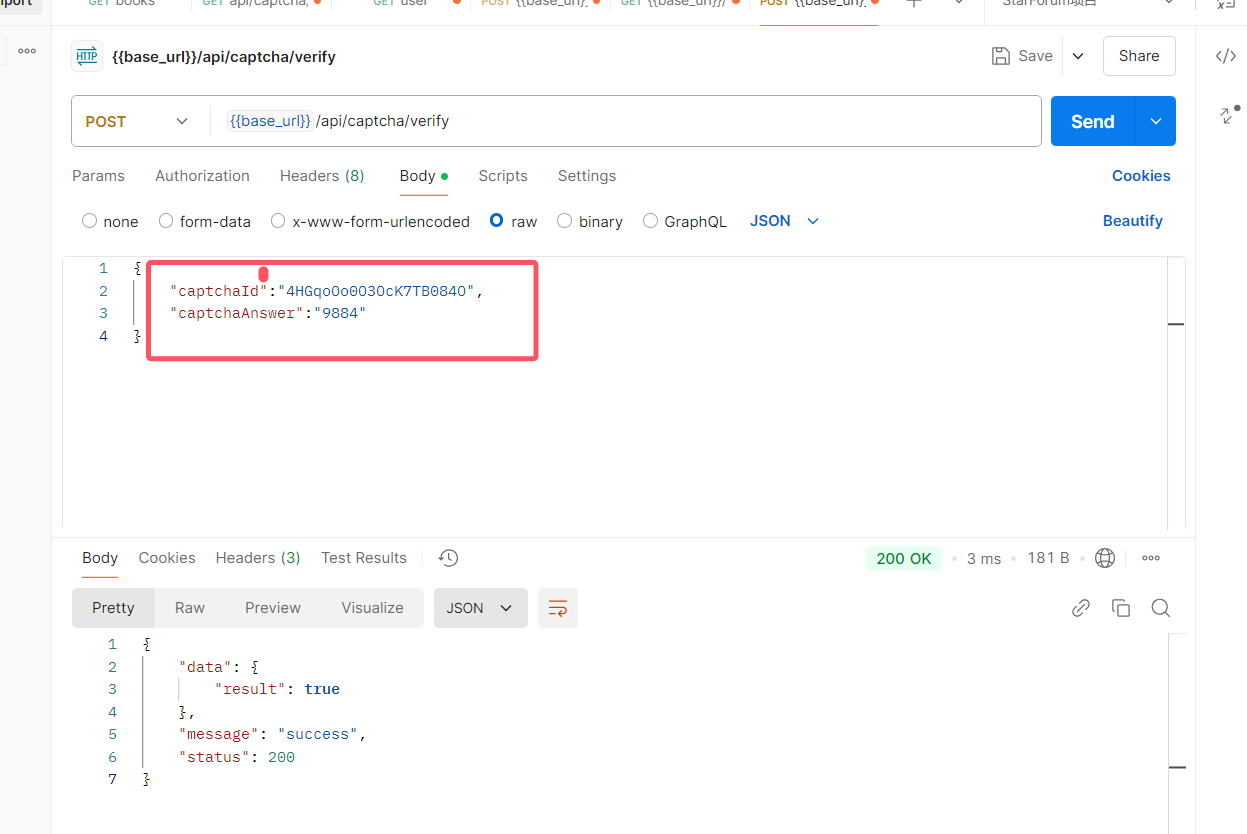 GET books GET api/captcha, GET user POST {{base_url}, GET {{base_url}}/ POST {{base_url}, StarForum项目
HTTP {{base_url}}/api/captcha/verify Save Share
POST {{base_url}} /api/captcha/verify Send
Params Authorization Headers (8) Body Scripts Settings Cookies
none form-data x-www-form-urlencoded raw binary GraphQL JSON Beautify
1 {
2 "captchaId":"4HGqoOo0O3OcK7TB084O",
3 "captchaAnswer":"9884"
4 }
Body Cookies Headers (3) Test Results 200 OK 3 ms 181 B
Pretty Raw Preview Visualize JSON
1 {
2 "data": {
3 "result": true
4 },
5 "message": "success",
6 "status": 200
7 }